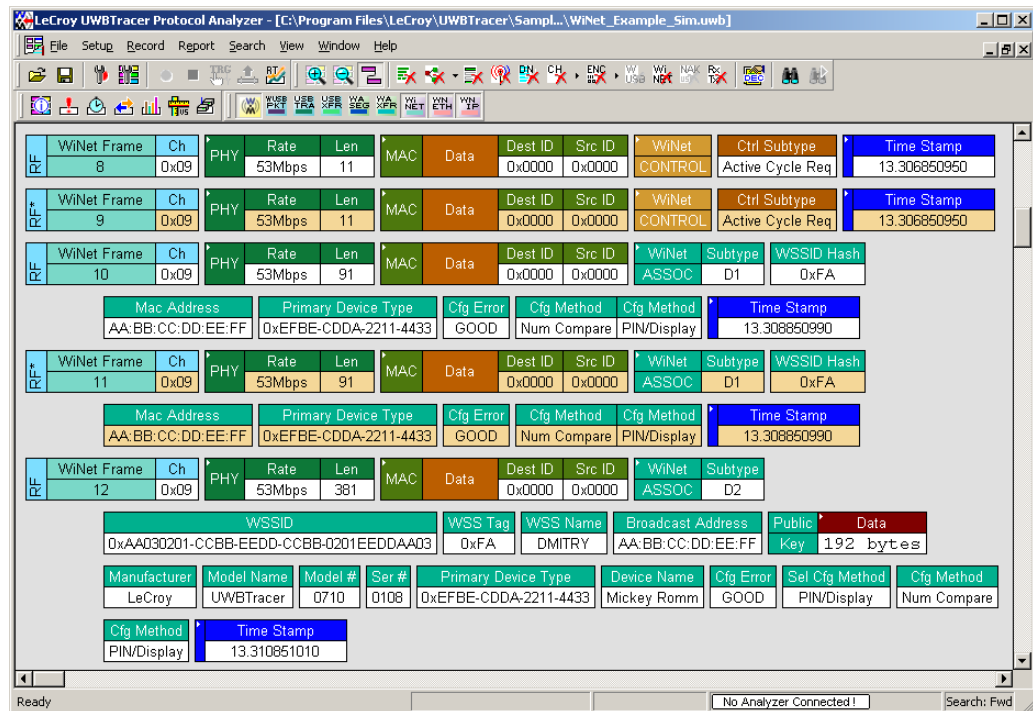 LeCroy UWBTracer Protocol Analyzer - [C:\Program Files\LeCroy\UWBTracer\Sampl...\WiNet_Example_Sim.uwb]
File Setup Record Report Search View Window Help
WiNet Frame Ch PHY Rate Len MAC Data Dest ID Src ID WiNet Ctrl Subtype Time Stamp
RF 8 0x09 53Mbps 11 0x0000 0x0000 CONTROL Active Cycle Req 13.306850950
WiNet Frame Ch PHY Rate Len MAC Data Dest ID Src ID WiNet Ctrl Subtype Time Stamp
RF* 9 0x09 53Mbps 11 0x0000 0x0000 CONTROL Active Cycle Req 13.306850950
WiNet Frame Ch PHY Rate Len MAC Data Dest ID Src ID WiNet Subtype WSSID Hash
RF 10 0x09 53Mbps 91 0x0000 0x0000 ASSOC D1 0xFA
Mac Address Primary Device Type Cfg Error Cfg Method Cfg Method Time Stamp
AA:BB:CC:DD:EE:FF 0xEFBE-CDDA-2211-4433 GOOD Num Compare PIN/Display 13.308850990
WiNet Frame Ch PHY Rate Len MAC Data Dest ID Src ID WiNet Subtype WSSID Hash
RF* 11 0x09 53Mbps 91 0x0000 0x0000 ASSOC D1 0xFA
Mac Address Primary Device Type Cfg Error Cfg Method Cfg Method Time Stamp
AA:BB:CC:DD:EE:FF 0xEFBE-CDDA-2211-4433 GOOD Num Compare PIN/Display 13.308850990
WiNet Frame Ch PHY Rate Len MAC Data Dest ID Src ID WiNet Subtype
RF 12 0x09 53Mbps 381 0x0000 0x0000 ASSOC D2
WSSID WSS Tag WSS Name Broadcast Address Public Data
0xAA030201-CCBB-EEDD-CCBB-0201EEDDAA03 0xFA DMITRY AA:BB:CC:DD:EE:FF Key 192 bytes
Manufacturer Model Name Model # Ser # Primary Device Type Device Name Cfg Error Sel Cfg Method Cfg Method
LeCroy UWBTracer 0710 0108 0xEFBE-CDDA-2211-4433 Mickey Romm GOOD PIN/Display Num Compare
Cfg Method Time Stamp
PIN/Display 13.310851010
Ready No Analyzer Connected ! Search: Fwd